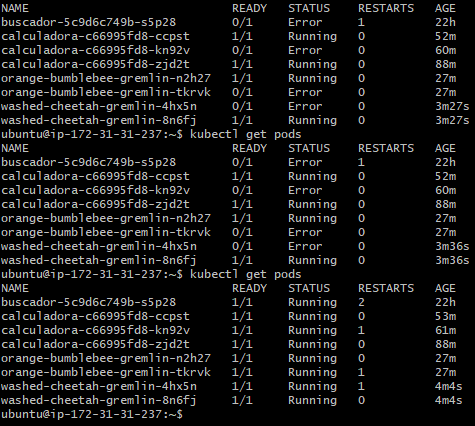 NAME READY STATUS RESTARTS AGE
buscador-5c9d6c749b-s5p28 0/1 Error 1 22h
calculadora-c66995fd8-ccpst 1/1 Running 0 52m
calculadora-c66995fd8-kn92v 0/1 Error 0 60m
calculadora-c66995fd8-zjd2t 1/1 Running 0 88m
orange-bumblebee-gremlin-n2h27 1/1 Running 0 27m
orange-bumblebee-gremlin-tkrvk 0/1 Error 0 27m
washed-cheetah-gremlin-4hx5n 0/1 Error 0 3m27s
washed-cheetah-gremlin-8n6fj 1/1 Running 0 3m27s
ubuntu@ip-172-31-31-237:~$ kubectl get pods
NAME READY STATUS RESTARTS AGE
buscador-5c9d6c749b-s5p28 0/1 Error 1 22h
calculadora-c66995fd8-ccpst 1/1 Running 0 52m
calculadora-c66995fd8-kn92v 0/1 Error 0 60m
calculadora-c66995fd8-zjd2t 1/1 Running 0 88m
orange-bumblebee-gremlin-n2h27 1/1 Running 0 27m
orange-bumblebee-gremlin-tkrvk 0/1 Error 0 27m
washed-cheetah-gremlin-4hx5n 0/1 Error 0 3m36s
washed-cheetah-gremlin-8n6fj 1/1 Running 0 3m36s
ubuntu@ip-172-31-31-237:~$ kubectl get pods
NAME READY STATUS RESTARTS AGE
buscador-5c9d6c749b-s5p28 1/1 Running 2 22h
calculadora-c66995fd8-ccpst 1/1 Running 0 53m
calculadora-c66995fd8-kn92v 1/1 Running 1 61m
calculadora-c66995fd8-zjd2t 1/1 Running 0 88m
orange-bumblebee-gremlin-n2h27 1/1 Running 0 27m
orange-bumblebee-gremlin-tkrvk 1/1 Running 1 27m
washed-cheetah-gremlin-4hx5n 1/1 Running 1 4m4s
washed-cheetah-gremlin-8n6fj 1/1 Running 0 4m4s
ubuntu@ip-172-31-31-237:~$